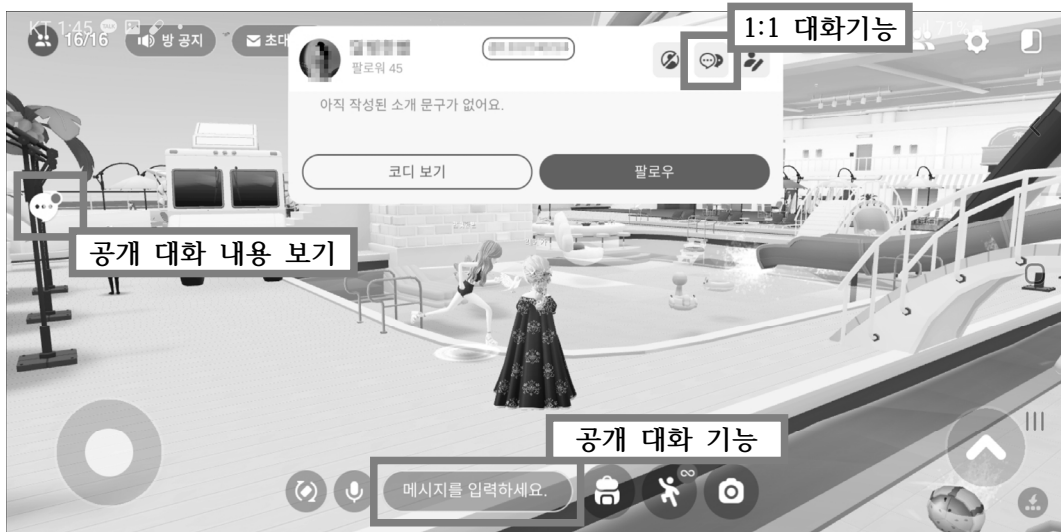 KT 1:45
1:1 대화기능
16/16
방 공지
초대
71%
팔로워 45
아직 작성된 소개 문구가 없어요.
코디 보기
팔로우
공개 대화 내용 보기
공개 대화 기능
메시지를 입력하세요.